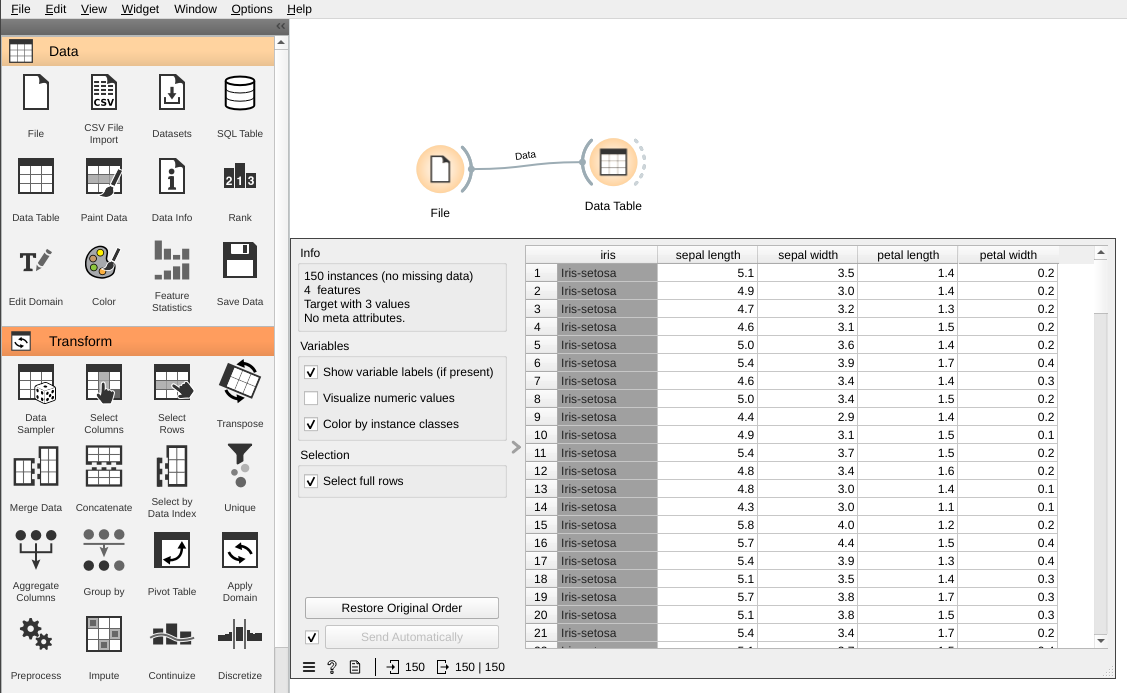 File Edit View Widget Window Options Help
Data
File
CSV File
Import
Datasets
SQL Table
Data Table
Paint Data
Data Info
Rank
Edit Domain
Color
Feature
Statistics
Save Data
Transform
Data
Sampler
Select
Columns
Select
Rows
Transpose
Merge Data
Concatenate
Select by
Data Index
Unique
Aggregate
Columns
Group by
Pivot Table
Apply
Domain
Preprocess
Impute
Continuize
Discretize
Data
File
Data Table
Info
150 instances (no missing data)
4 features
Target with 3 values
No meta attributes.
Variables
Show variable labels (if present)
Visualize numeric values
Color by instance classes
Selection
Select full rows
Restore Original Order
Send Automatically
150
150 | 150
iris sepal length sepal width petal length petal width
1 Iris-setosa 5.1 3.5 1.4 0.2
2 Iris-setosa 4.9 3.0 1.4 0.2
3 Iris-setosa 4.7 3.2 1.3 0.2
4 Iris-setosa 4.6 3.1 1.5 0.2
5 Iris-setosa 5.0 3.6 1.4 0.2
6 Iris-setosa 5.4 3.9 1.7 0.4
7 Iris-setosa 4.6 3.4 1.4 0.3
8 Iris-setosa 5.0 3.4 1.5 0.2
9 Iris-setosa 4.4 2.9 1.4 0.2
10 Iris-setosa 4.9 3.1 1.5 0.1
11 Iris-setosa 5.4 3.7 1.5 0.2
12 Iris-setosa 4.8 3.4 1.6 0.2
13 Iris-setosa 4.8 3.0 1.4 0.1
14 Iris-setosa 4.3 3.0 1.1 0.1
15 Iris-setosa 5.8 4.0 1.2 0.2
16 Iris-setosa 5.7 4.4 1.5 0.4
17 Iris-setosa 5.4 3.9 1.3 0.4
18 Iris-setosa 5.1 3.5 1.4 0.3
19 Iris-setosa 5.7 3.8 1.7 0.3
20 Iris-setosa 5.1 3.8 1.5 0.3
21 Iris-setosa 5.4 3.4 1.7 0.2